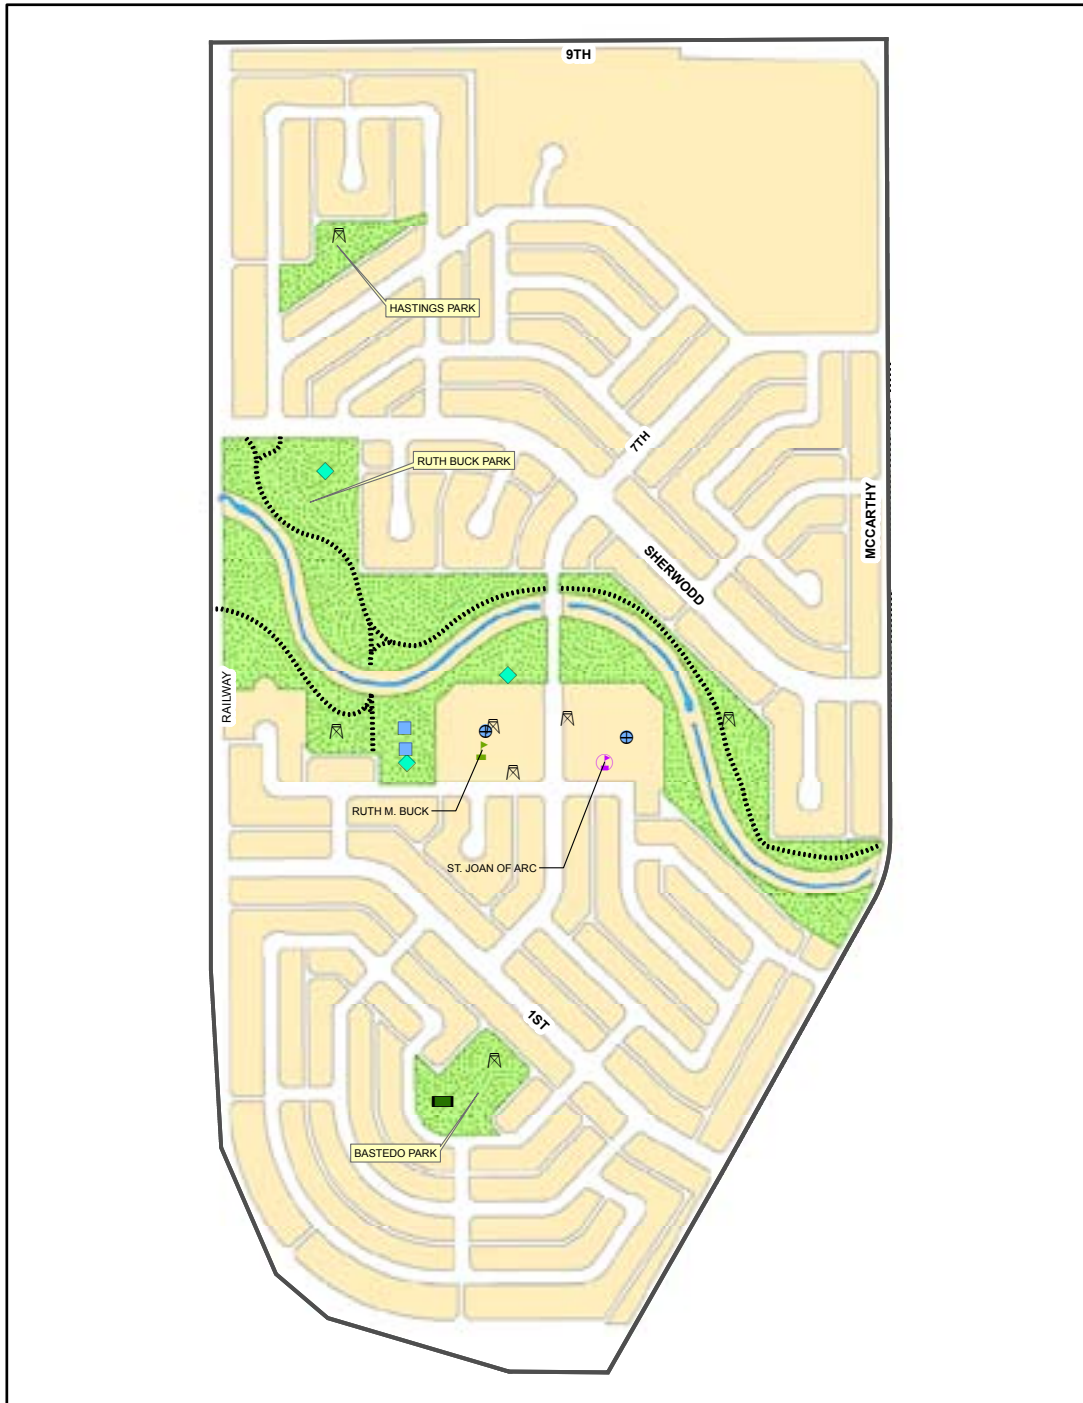 9TH
HASTINGS PARK
7TH
RUTH BUCK PARK
MCCARTHY
SHERWODD
RAILWAY
RUTH M. BUCK
ST. JOAN OF ARC
1ST
BASTEDO PARK